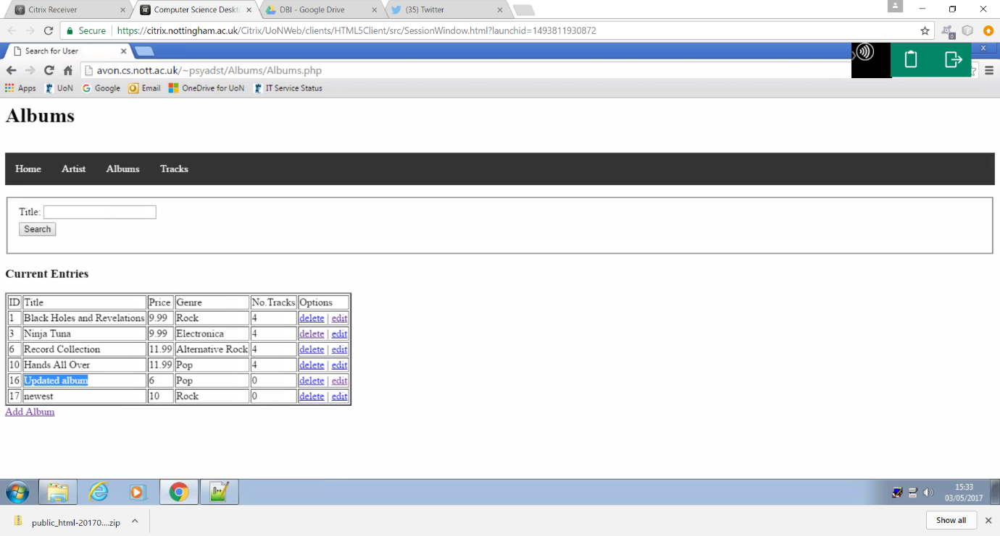 Citrix Receiver
Computer Science Deskt
DBI - Google Drive
(35) Twitter
Secure
https://citrix.nottingham.ac.uk/Citrix/UoNWeb/clients/HTML5Client/src/SessionWindow.html?launchid=1493811930872
0
Search for User
avon.cs.nott.ac.uk/~psyadst/Albums/Albums.php
Apps UoN Google Email OneDrive for UoN IT Service Status
Albums
Home Artist Albums Tracks
Title:
Search
Current Entries
ID Title Price Genre No.Tracks Options
1 Black Holes and Revelations 9.99 Rock 4 delete | edit
3 Ninja Tuna 9.99 Electronica 4 delete | edit
6 Record Collection 11.99 Alternative Rock 4 delete | edit
10 Hands All Over 11.99 Pop 4 delete | edit
16 Updated album 6 Pop 0 delete | edit
17 newest 10 Rock 0 delete | edit
Add Album
15:33
03/05/2017
public_html-20170....zip
Show all